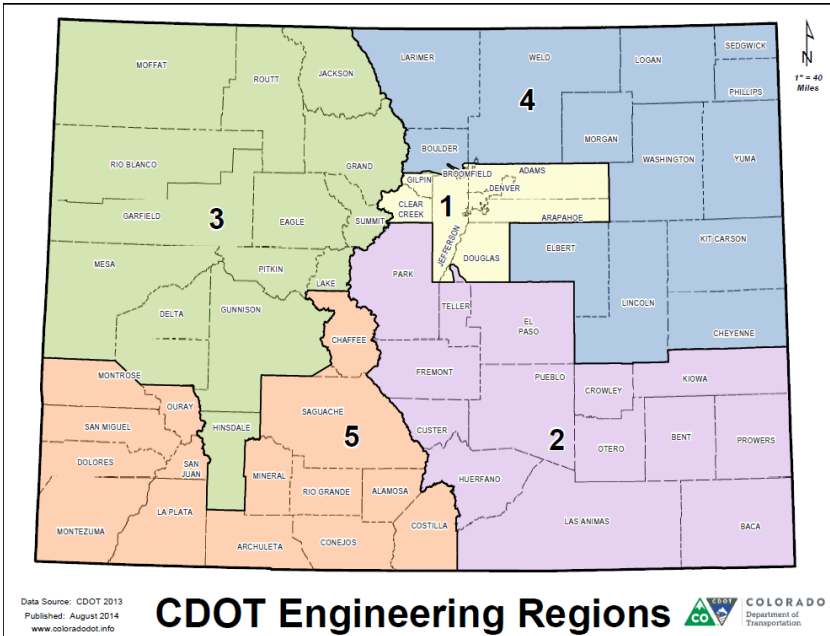 MOFFAT
ROUTT
JACKSON
LARIMER
WELD
LOGAN
SEDGWICK
PHILLIPS
1" = 40
Miles
4
MORGAN
WASHINGTON
YUMA
RIO BLANCO
GRAND
BOULDER
BROOMFIELD
ADAMS
GILPIN
DENVER
CLEAR
CREEK
1
ARAPAHOE
GARFIELD
3
EAGLE
SUMMIT
JEFFERSON
DOUGLAS
ELBERT
KIT CARSON
MESA
PITKIN
LAKE
PARK
TELLER
LINCOLN
DELTA
GUNNISON
CHAFFEE
EL
PASO
CHEYENNE
MONTROSE
FREMONT
PUEBLO
CROWLEY
KIOWA
OURAY
SAGUACHE
SAN MIGUEL
HINSDALE
5
CUSTER
2
OTERO
BENT
PROWERS
DOLORES
SAN
JUAN
MINERAL
RIO GRANDE
ALAMOSA
HUERFANO
MONTEZUMA
LA PLATA
ARCHULETA
CONEJOS
COSTILLA
LAS ANIMAS
BACA
Data Source: CDOT 2013
Published: August 2014
www.coloradodot.info
CDOT Engineering Regions
CO
CDOT
COLORADO
Department of
Transportation